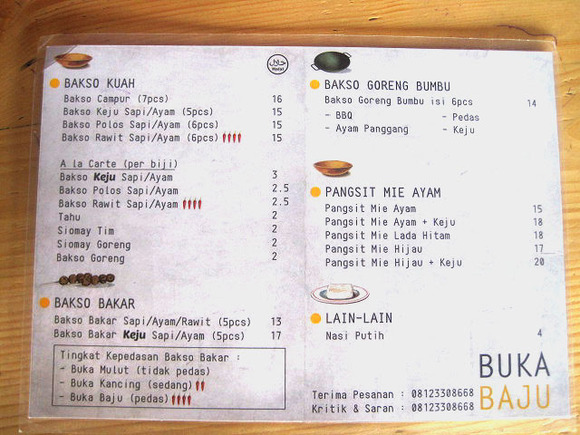 حلال
Halal
BAKSO KUAH
Bakso Campur (7pcs) 16
Bakso Keju Sapi/Ayam (5pcs) 15
Bakso Polos Sapi/Ayam (6pcs) 15
Bakso Rawit Sapi/Ayam (6pcs) 15
A la Carte (per biji)
Bakso Keju Sapi/Ayam 3
Bakso Polos Sapi/Ayam 2.5
Bakso Rawit Sapi/Ayam 2.5
Tahu 2
Siomay Tim 2
Siomay Goreng 2
Bakso Goreng 2
BAKSO BAKAR
Bakso Bakar Sapi/Ayam/Rawit (5pcs) 13
Bakso Bakar Keju Sapi/Ayam (5pcs) 17
Tingkat Kepedasan Bakso Bakar :
- Buka Mulut (tidak pedas)
- Buka Kancing (sedang)
- Buka Baju (pedas)
BAKSO GORENG BUMBU
Bakso Goreng Bumbu isi 6pcs 14
- BBQ - Pedas
- Ayam Panggang - Keju
PANGSIT MIE AYAM
Pangsit Mie Ayam 15
Pangsit Mie Ayam + Keju 18
Pangsit Mie Lada Hitam 18
Pangsit Mie Hijau 17
Pangsit Mie Hijau + Keju 20
LAIN-LAIN
Nasi Putih 4
BUKA
BAJU
Terima Pesanan : 08123308668
Kritik & Saran : 08123308668